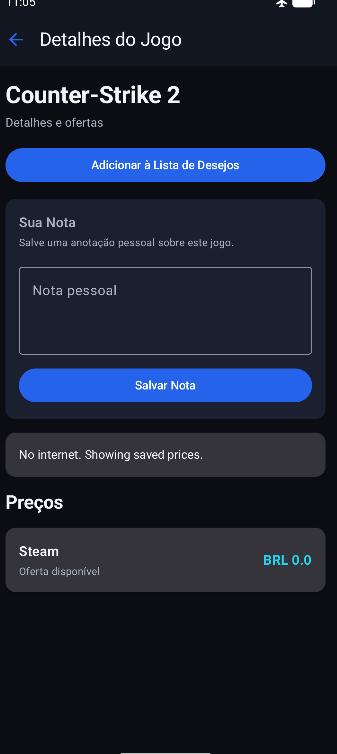 11:05
Detalhes do Jogo
Counter-Strike 2
Detalhes e ofertas
Adicionar à Lista de Desejos
Sua Nota
Salve uma anotação pessoal sobre este jogo.
Nota pessoal
Salvar Nota
No internet. Showing saved prices.
Preços
Steam
BRL 0.0
Oferta disponível